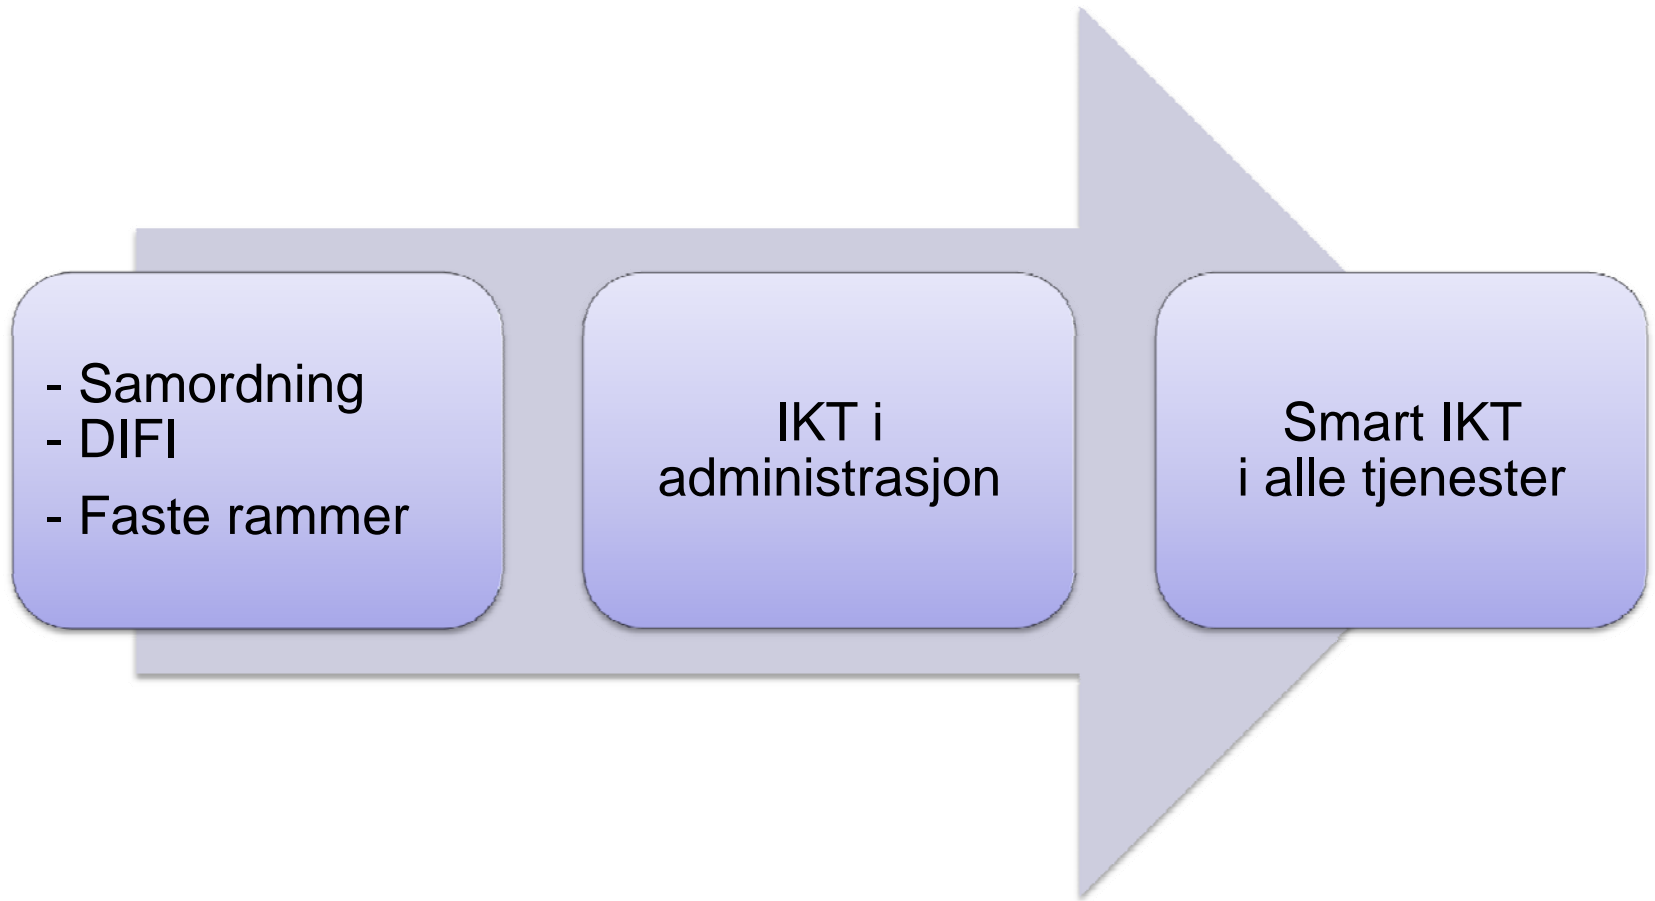 - Samordning
- DIFI
- Faste rammer
IKT i
administrasjon
Smart IKT
i alle tjenester